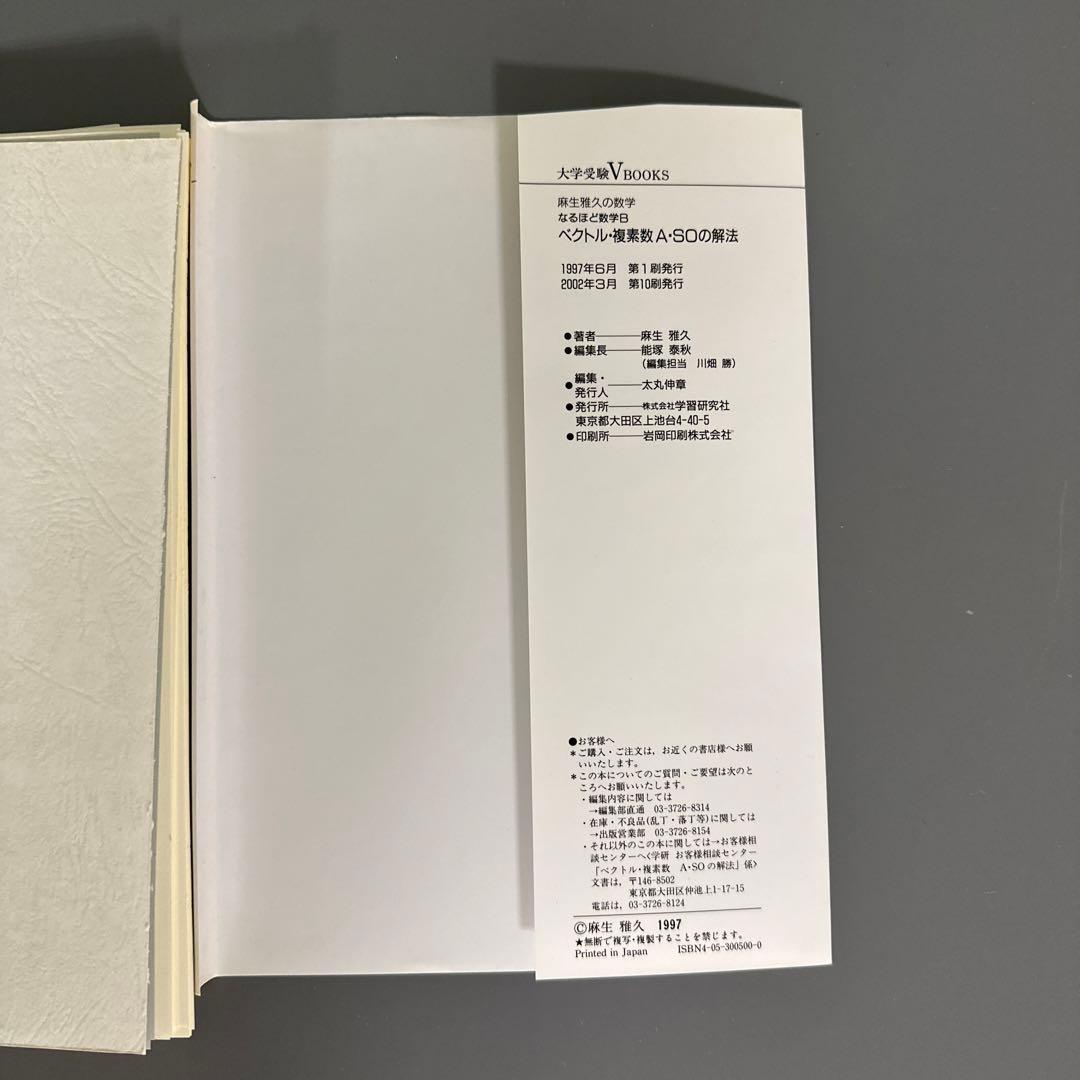 大学受験V BOOKS
麻生雅久の数学
なるほど数学B
ベクトル・複素数A・SOの解法
1997年6月 第1刷発行
2002年3月 第10刷発行
●著者――麻生 雅久
●編集長――能塚 泰秋
(編集担当 川畑 勝)
●編集・発行人――太丸伸章
●発行所――株式会社学習研究社
東京都大田区上池台4-40-5
●印刷所――岩岡印刷株式会社
●お客様へ
＊ご購入・ご注文は，お近くの書店様へお願
いいたします。
＊この本についてのご質問・ご要望は次のと
ころへお願いいたします。
・編集内容に関しては
→編集部直通 03-3726-8314
・在庫・不良品(乱丁・落丁等)に関しては
→出版営業部 03-3726-8154
・それ以外のこの本に関しては→お客様相
談センターへ〈学研 お客様相談センター
「ベクトル・複素数 A・SOの解法」係〉
文書は，〒146-8502
東京都大田区仲池上1-17-15
電話は，03-3726-8124
©麻生 雅久 1997
★無断で複写・複製することを禁じます。
Printed in Japan ISBN4-05-300500-0